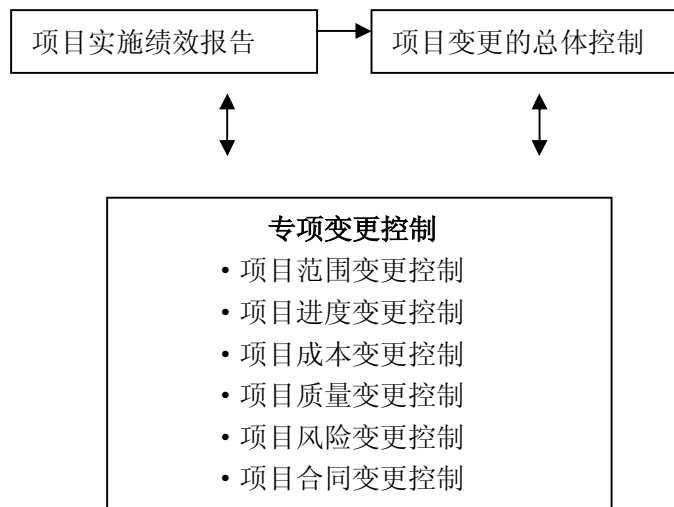 项目实施绩效报告
项目变更的总体控制
专项变更控制
·项目范围变更控制
·项目进度变更控制
·项目成本变更控制
·项目质量变更控制
·项目风险变更控制
·项目合同变更控制